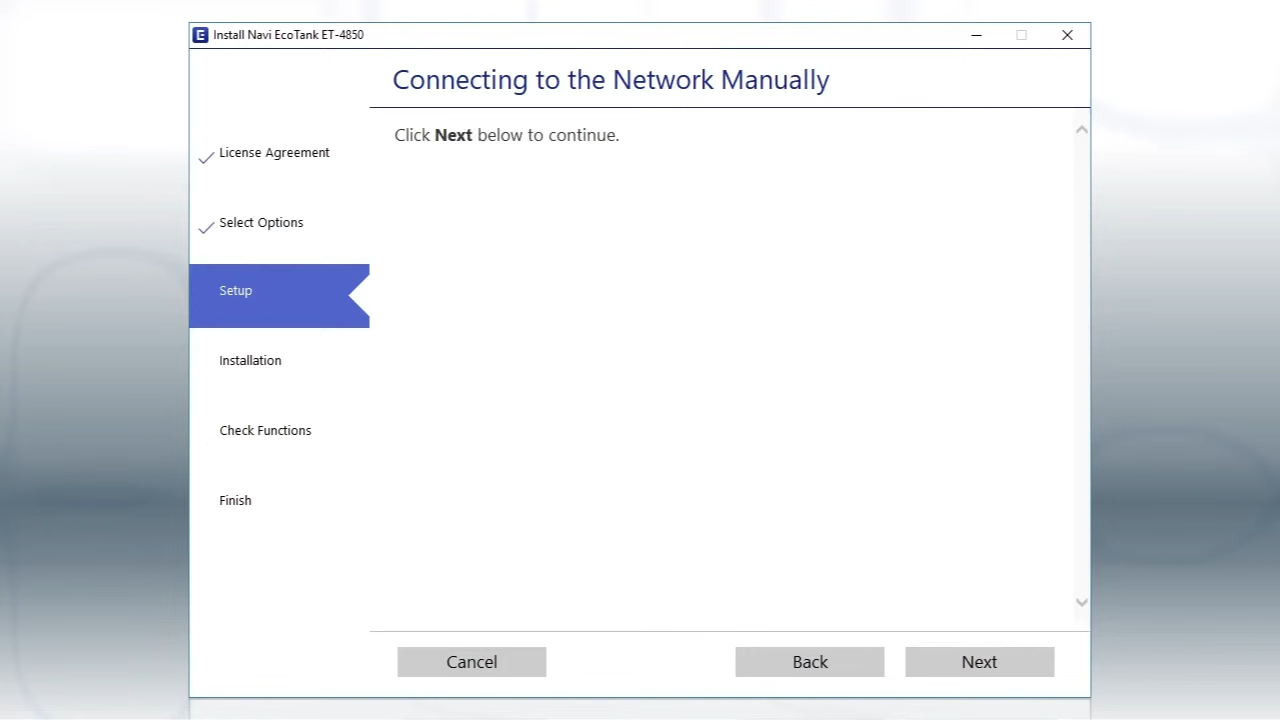 Install Navi EcoTank ET-4850
Connecting to the Network Manually
Click Next below to continue.
License Agreement
Select Options
Setup
Installation
Check Functions
Finish
Cancel
Back
Next